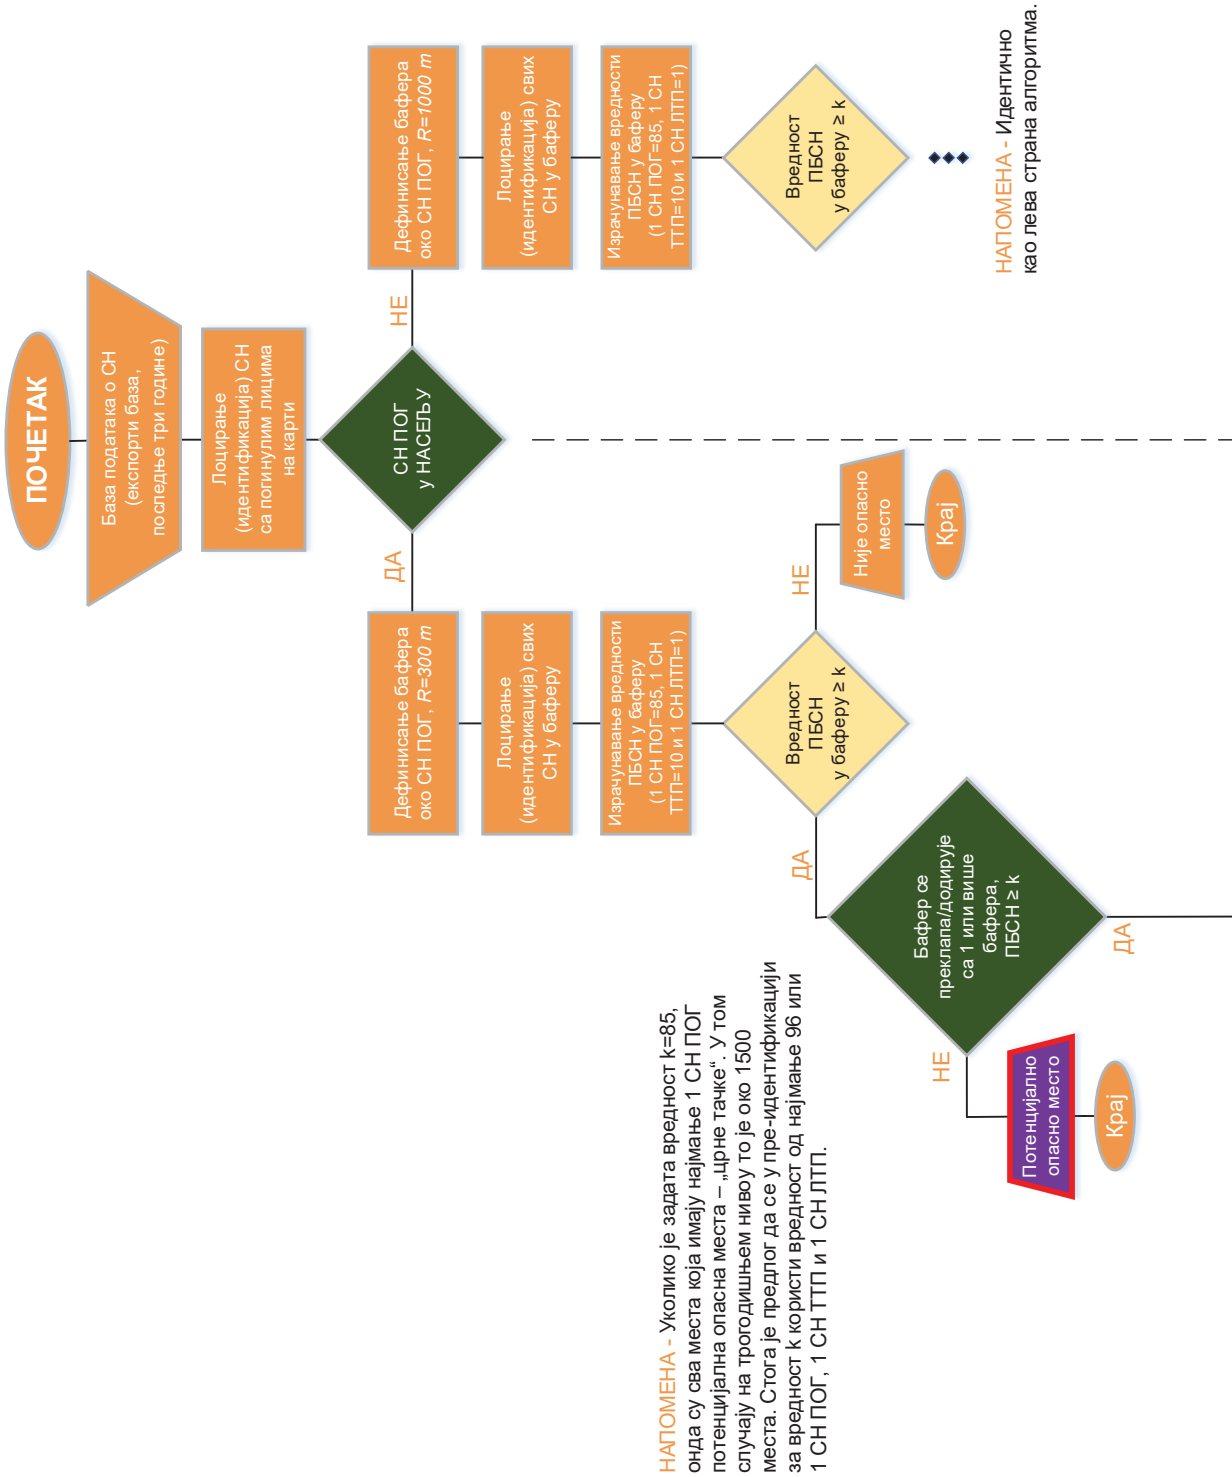 ПОЧЕТАК
База података о СН
(експорти база,
последње три године)
Лоцирање
(идентификација) СН
са погинулим лицима
на карти
СН ПОГ
у НАСЕЉУ
ДА
НЕ
Дефинисање бафера
око СН ПОГ, R=300 m
Лоцирање
(идентификација) свих
СН у баферу
Израчунавање вредности
ПБСН у баферу
(1 СН ПОГ=85, 1 СН
ТТП=10 и 1 СН ЛТП=1)
Вредност
ПБСН
у баферу ≥ k
ДА
НЕ
Није опасно
место
Крај
Бафер се
преклапа/додирује
са 1 или више
бафера,
ПБСН ≥ k
НЕ
ДА
Потенцијално
опасно место
Крај
Дефинисање бафера
око СН ПОГ, R=1000 m
Лоцирање
(идентификација) свих
СН у баферу
Израчунавање вредности
ПБСН у баферу
(1 СН ПОГ=85, 1 СН
ТТП=10 и 1 СН ЛТП=1)
Вредност
ПБСН
у баферу ≥ k
НАПОМЕНА - Идентично
као лева страна алгоритма.
НАПОМЕНА - Уколико је задата вредност k=85,
онда су сва места која имају најмање 1 СН ПОГ
потенцијална опасна места – „црне тачке“. У том
случају на трогодишњем нивоу то је око 1500
места. Стога је предлог да се у пре-идентификацији
за вредност k користи вредност од најмање 96 или
1 СН ПОГ, 1 СН ТТП и 1 СН ЛТП.